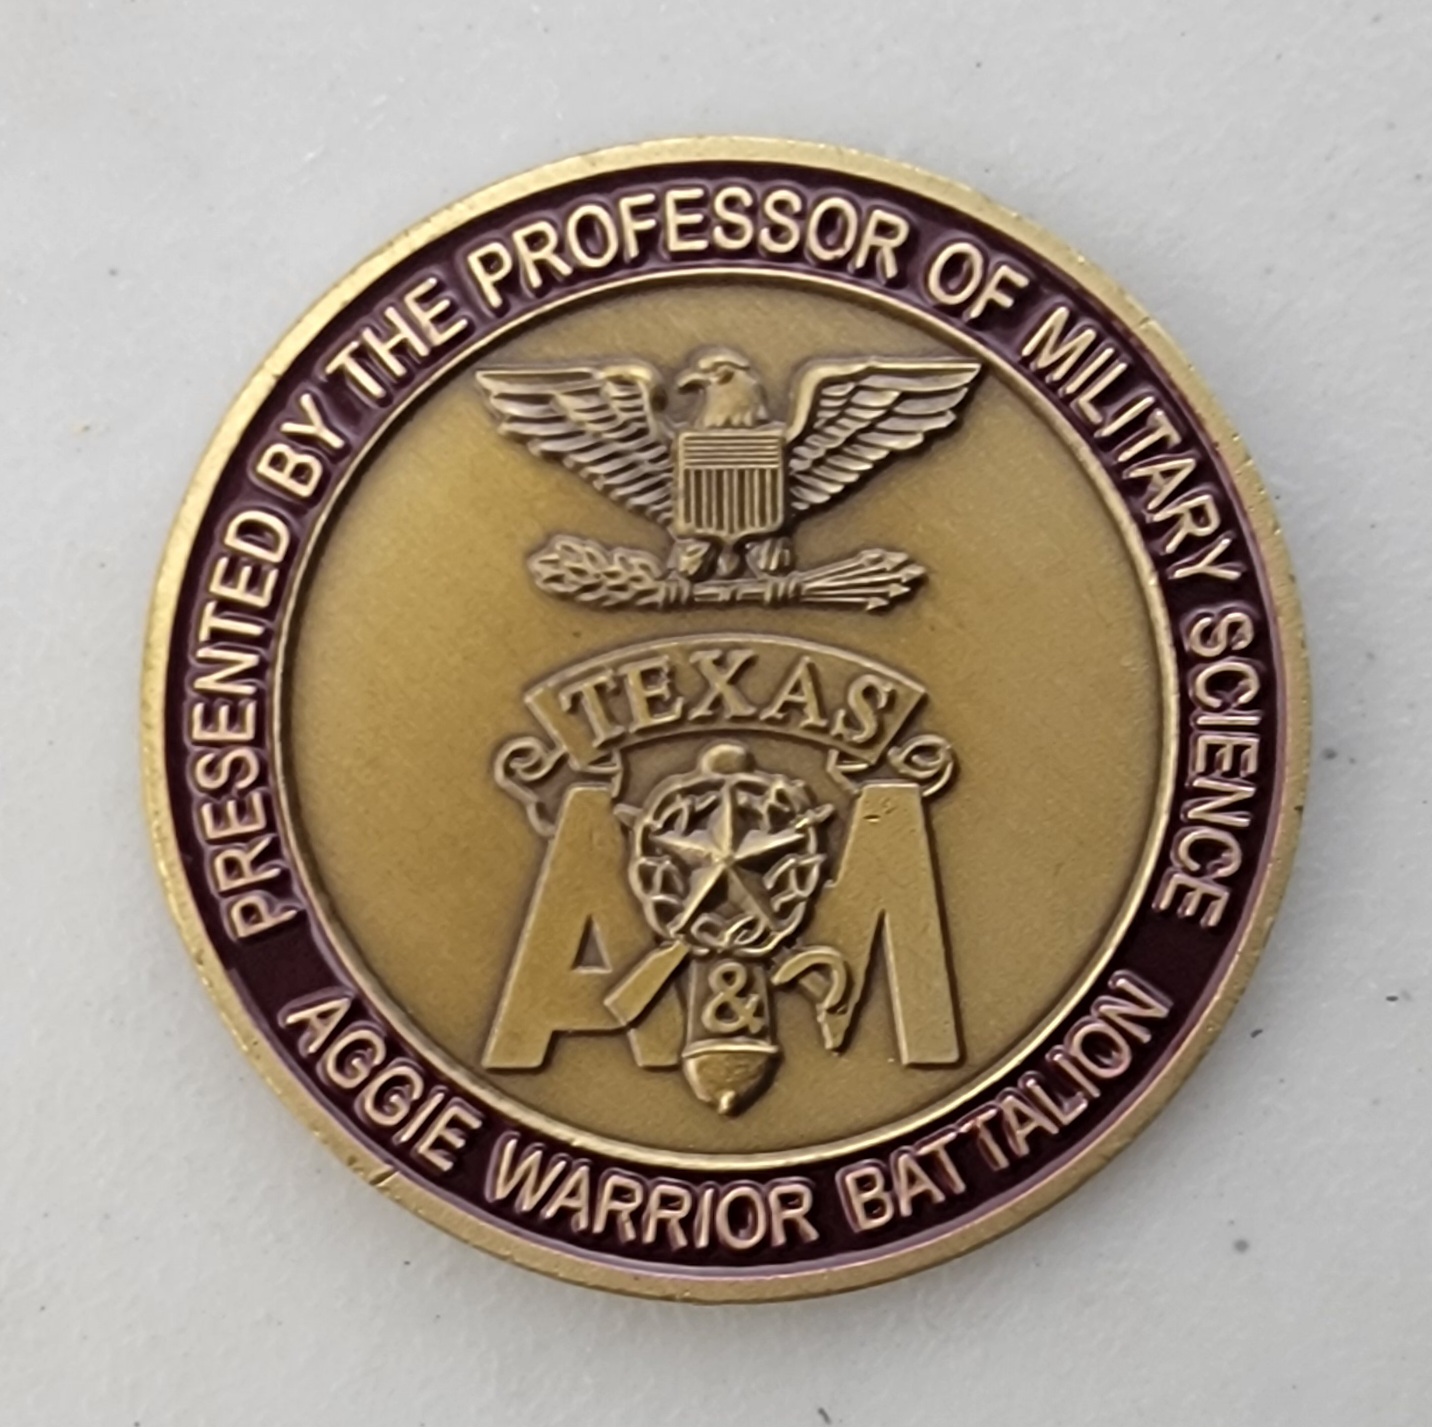 PRESENTED BY THE PROFESSOR OF MILITARY SCIENCE
TEXAS
A&M
AGGIE WARRIOR BATTALION